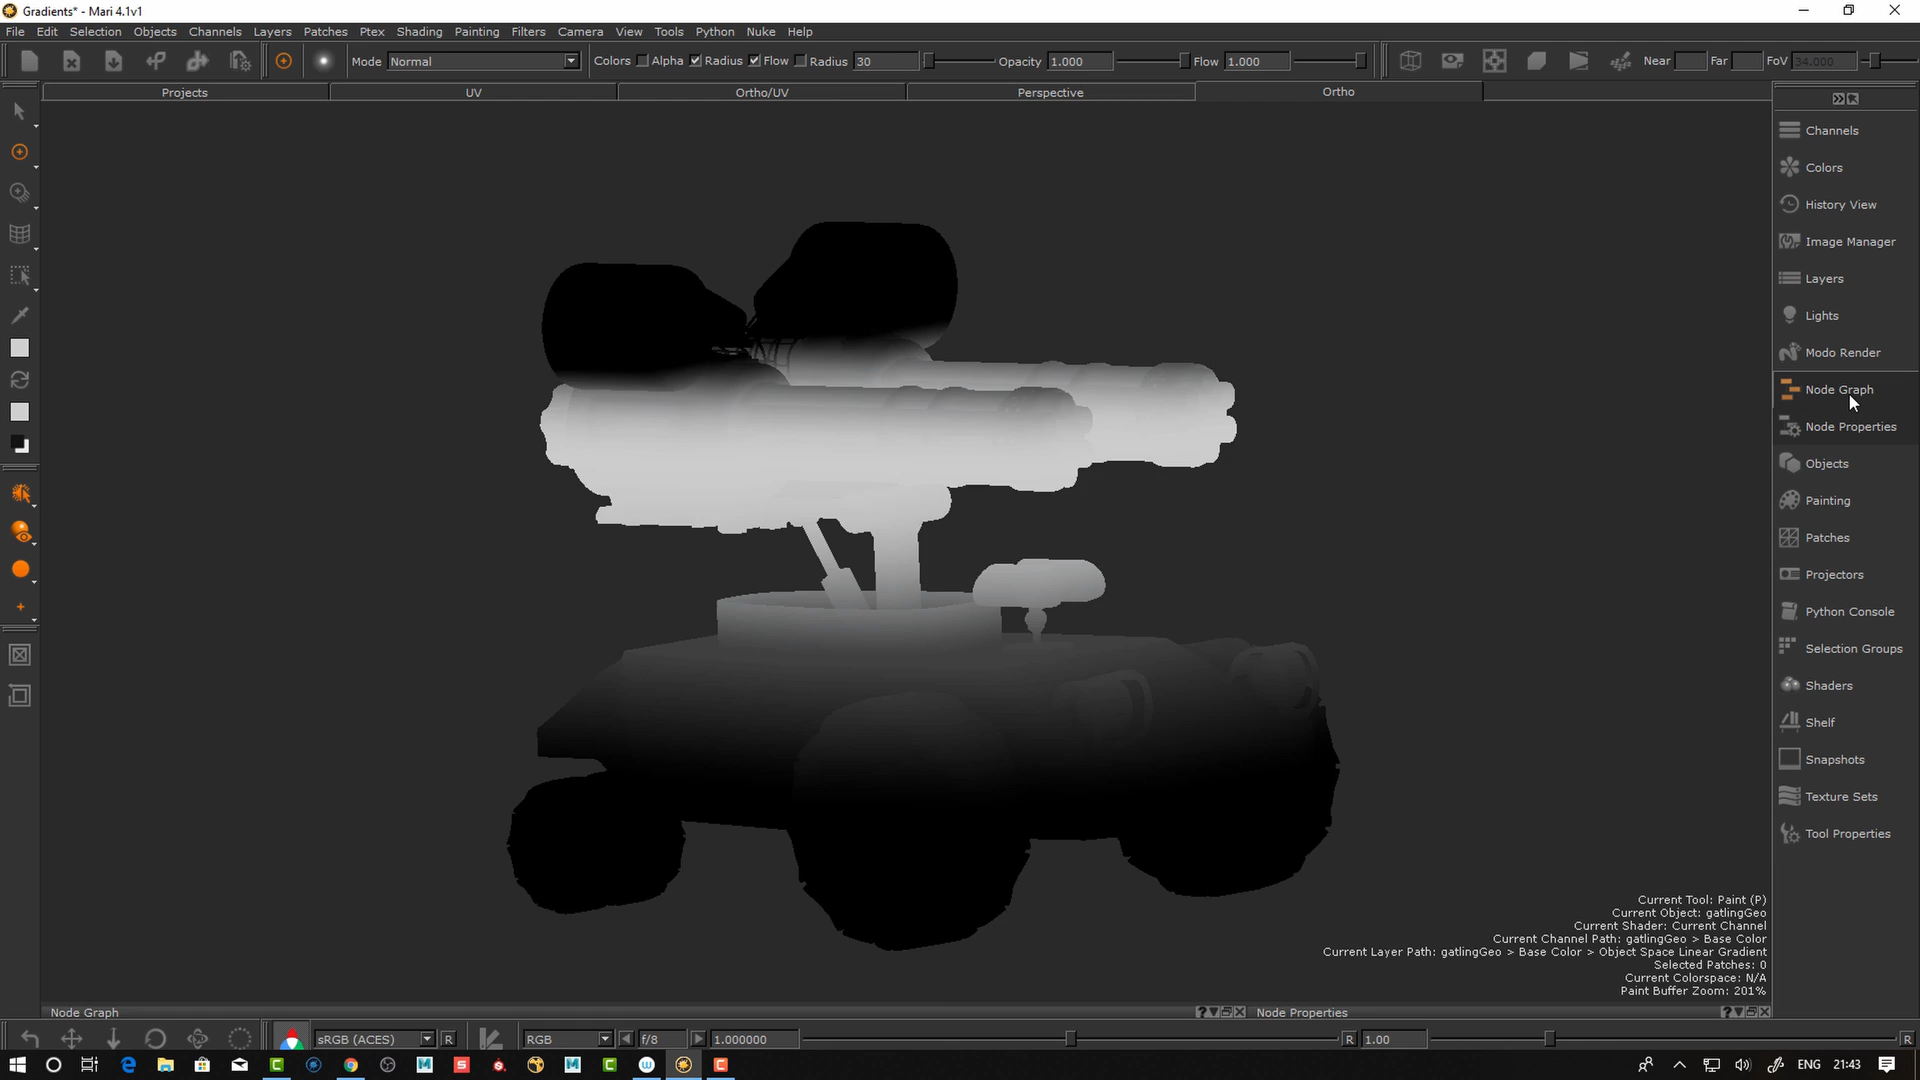 Gradients* - Mari 4.1v1
File Edit Selection Objects Channels Layers Patches Ptex Shading Painting Filters Camera View Tools Python Nuke Help
Mode Normal Colors Alpha Radius Flow Radius 30 Opacity 1.000 Flow 1.000 Near Far FoV 34.000
Projects UV Ortho/UV Perspective Ortho
Channels
Colors
History View
Image Manager
Layers
Lights
Modo Render
Node Graph
Node Properties
Objects
Painting
Patches
Projectors
Python Console
Selection Groups
Shaders
Shelf
Snapshots
Texture Sets
Tool Properties
Current Tool: Paint (P)
Current Object: gatlingGeo
Current Shader: Current Channel
Current Channel Path: gatlingGeo > Base Color
Current Layer Path: gatlingGeo > Base Color > Object Space Linear Gradient
Selected Patches: 0
Current Colorspace: N/A
Paint Buffer Zoom: 201%
Node Graph Node Properties
sRGB (ACES) R RGB f/8 1.000000 R 1.00 R
ENG 21:43